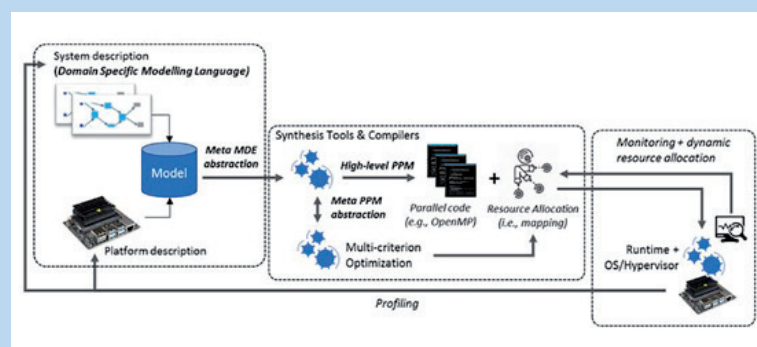 System description
(Domain Specific Modelling Language)
Model
Platform description
Meta MDE
abstraction
Synthesis Tools & Compilers
High-level PPM
Meta PPM
abstraction
Multi-criterion
Optimization
Parallel code
(e.g., OpenMP)
+
Resource Allocation
(i.e., mapping)
Monitoring + dynamic
resource allocation
Runtime +
OS/Hypervisor
Profiling